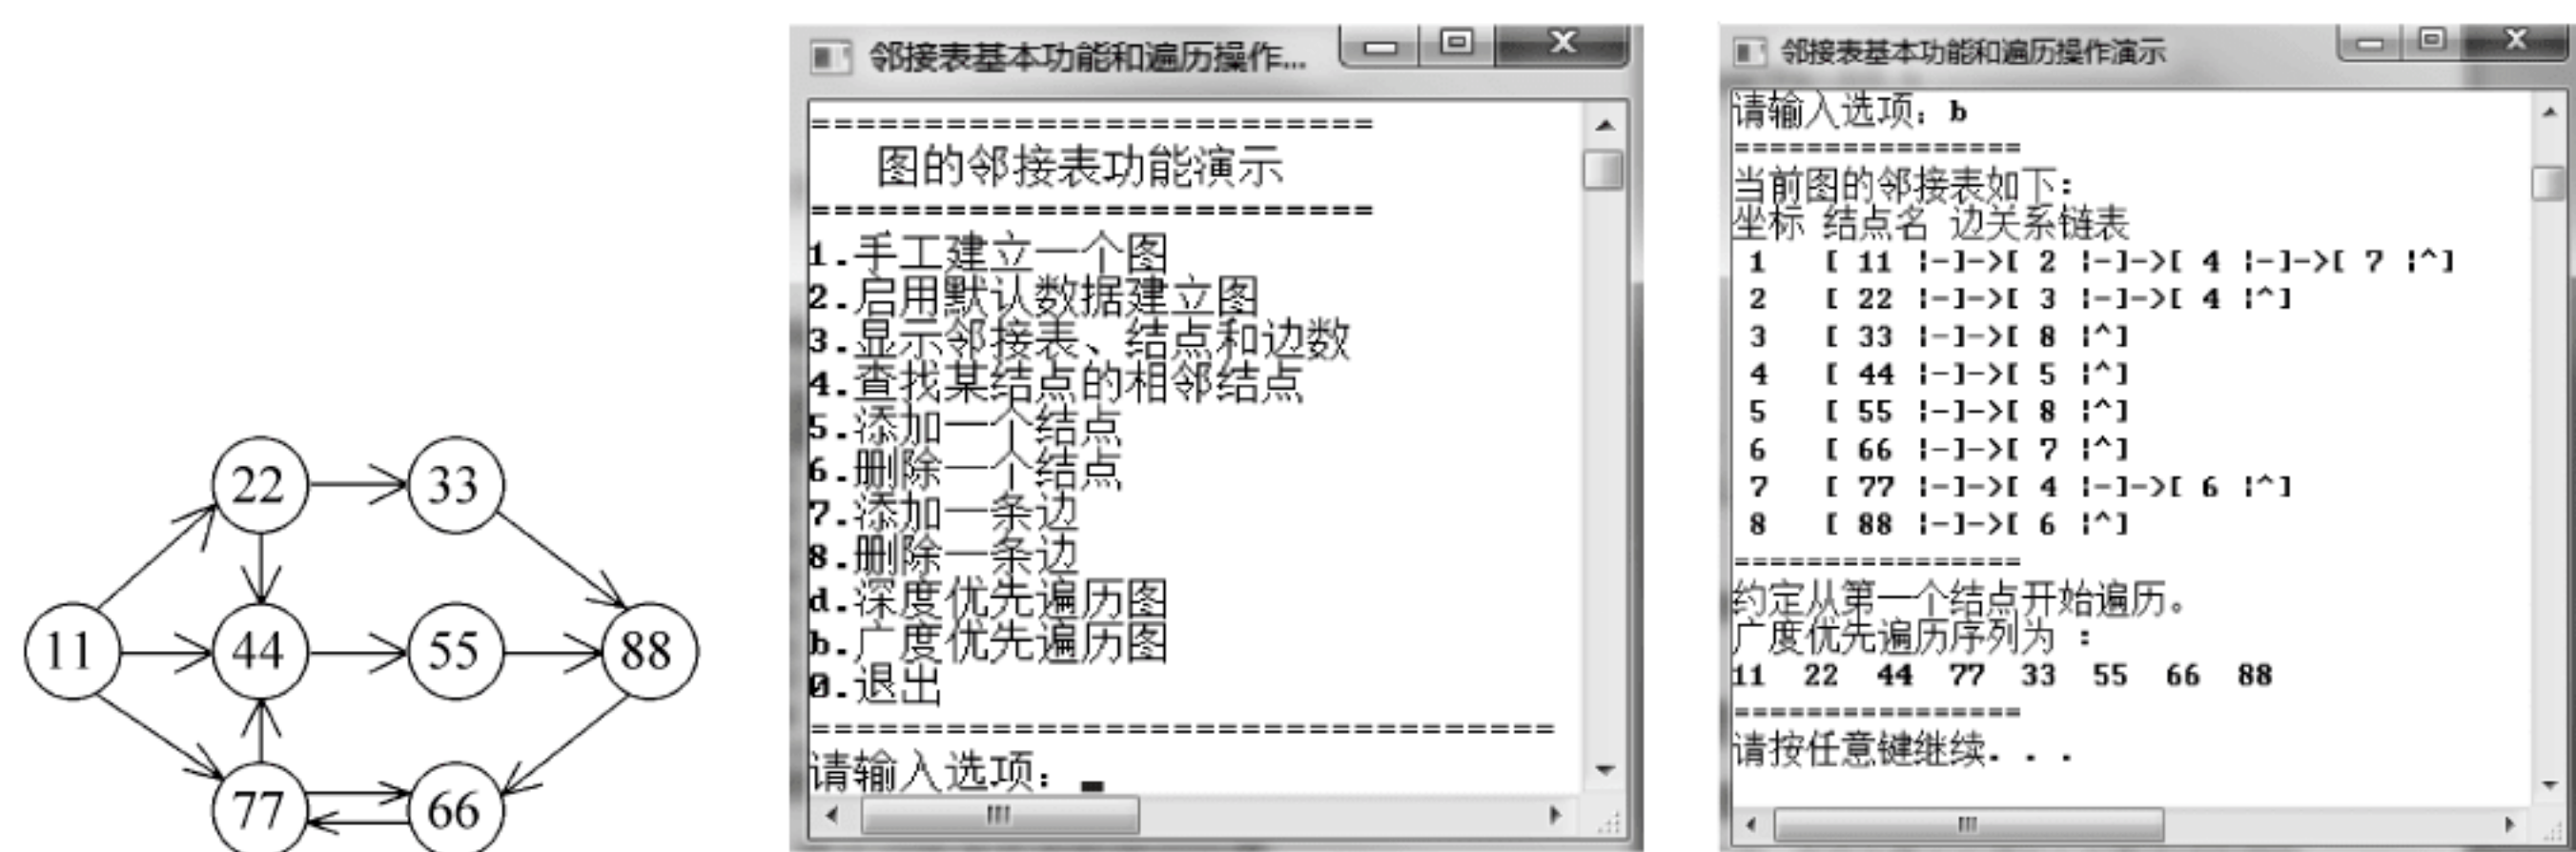 22 33
11 44 55 88
77 66
邻接表基本功能和遍历操作...
=========================
图的邻接表功能演示
=========================
1.手工建立一个图
2.启用默认数据建立图
3.显示邻接表、结点和边数
4.查找某结点的相邻结点
5.添加一个结点
6.删除一个结点
7.添加一条边
8.删除一条边
d.深度优先遍历图
b.广度优先遍历图
0.退出
=================================
请输入选项:
邻接表基本功能和遍历操作演示
请输入选项: b
================
当前图的邻接表如下:
坐标 结点名 边关系链表
1 [ 11 |-]->[ 2 |-]->[ 4 |-]->[ 7 |^]
2 [ 22 |-]->[ 3 |-]->[ 4 |^]
3 [ 33 |-]->[ 8 |^]
4 [ 44 |-]->[ 5 |^]
5 [ 55 |-]->[ 8 |^]
6 [ 66 |-]->[ 7 |^]
7 [ 77 |-]->[ 4 |-]->[ 6 |^]
8 [ 88 |-]->[ 6 |^]
================
约定从第一个结点开始遍历。
广度优先遍历序列为 :
11 22 44 77 33 55 66 88
================
请按任意键继续. . .